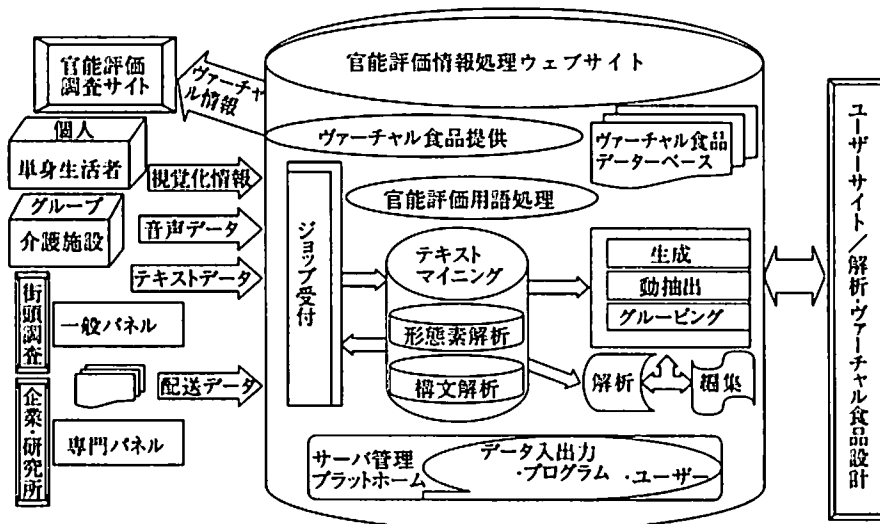 官能評価情報処理ウェブサイト
官能評価
調査サイト
ヴァーチャ
ル情報
個人
単身生活者
グループ
介護施設
街頭調査
一般パネル
企業・研究所
専門パネル
視覚化情報
音声データ
テキストデータ
配送データ
ヴァーチャル食品提供
ヴァーチャル食品
データーベース
官能評価用語処理
ジョップ受付
テキスト
マイニング
形態素解析
構文解析
生成
動抽出
グルーピング
解析
編集
サーバ管理
プラットホーム
データ入出力
・プログラム
・ユーザー
ユーザーサイト／解析・ヴァーチャル食品設計